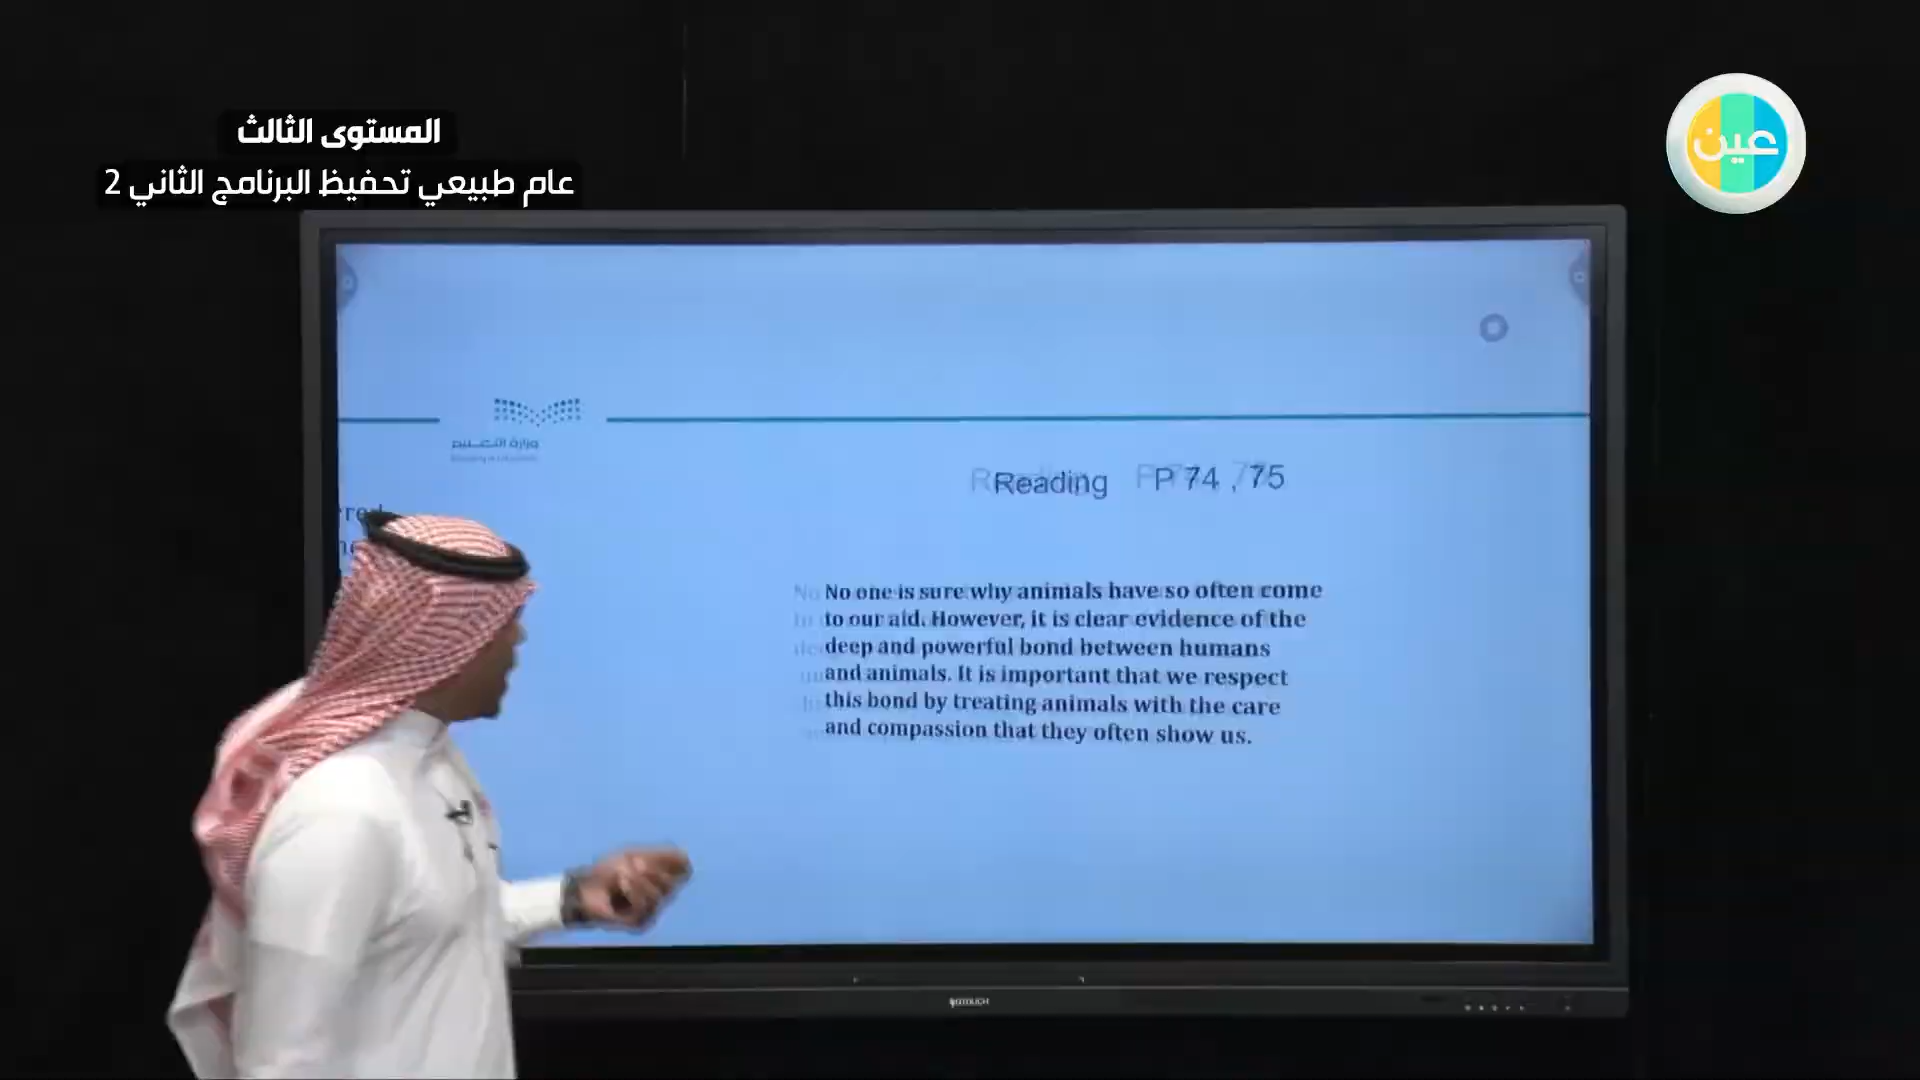 المستوى الثالث
عام طبيعي تحفيظ البرنامج الثاني 2
عين
وزارة التعليم
Reading P 74 , 75
No one is sure why animals have so often come
to our aid. However, it is clear evidence of the
deep and powerful bond between humans
and animals. It is important that we respect
this bond by treating animals with the care
and compassion that they often show us.